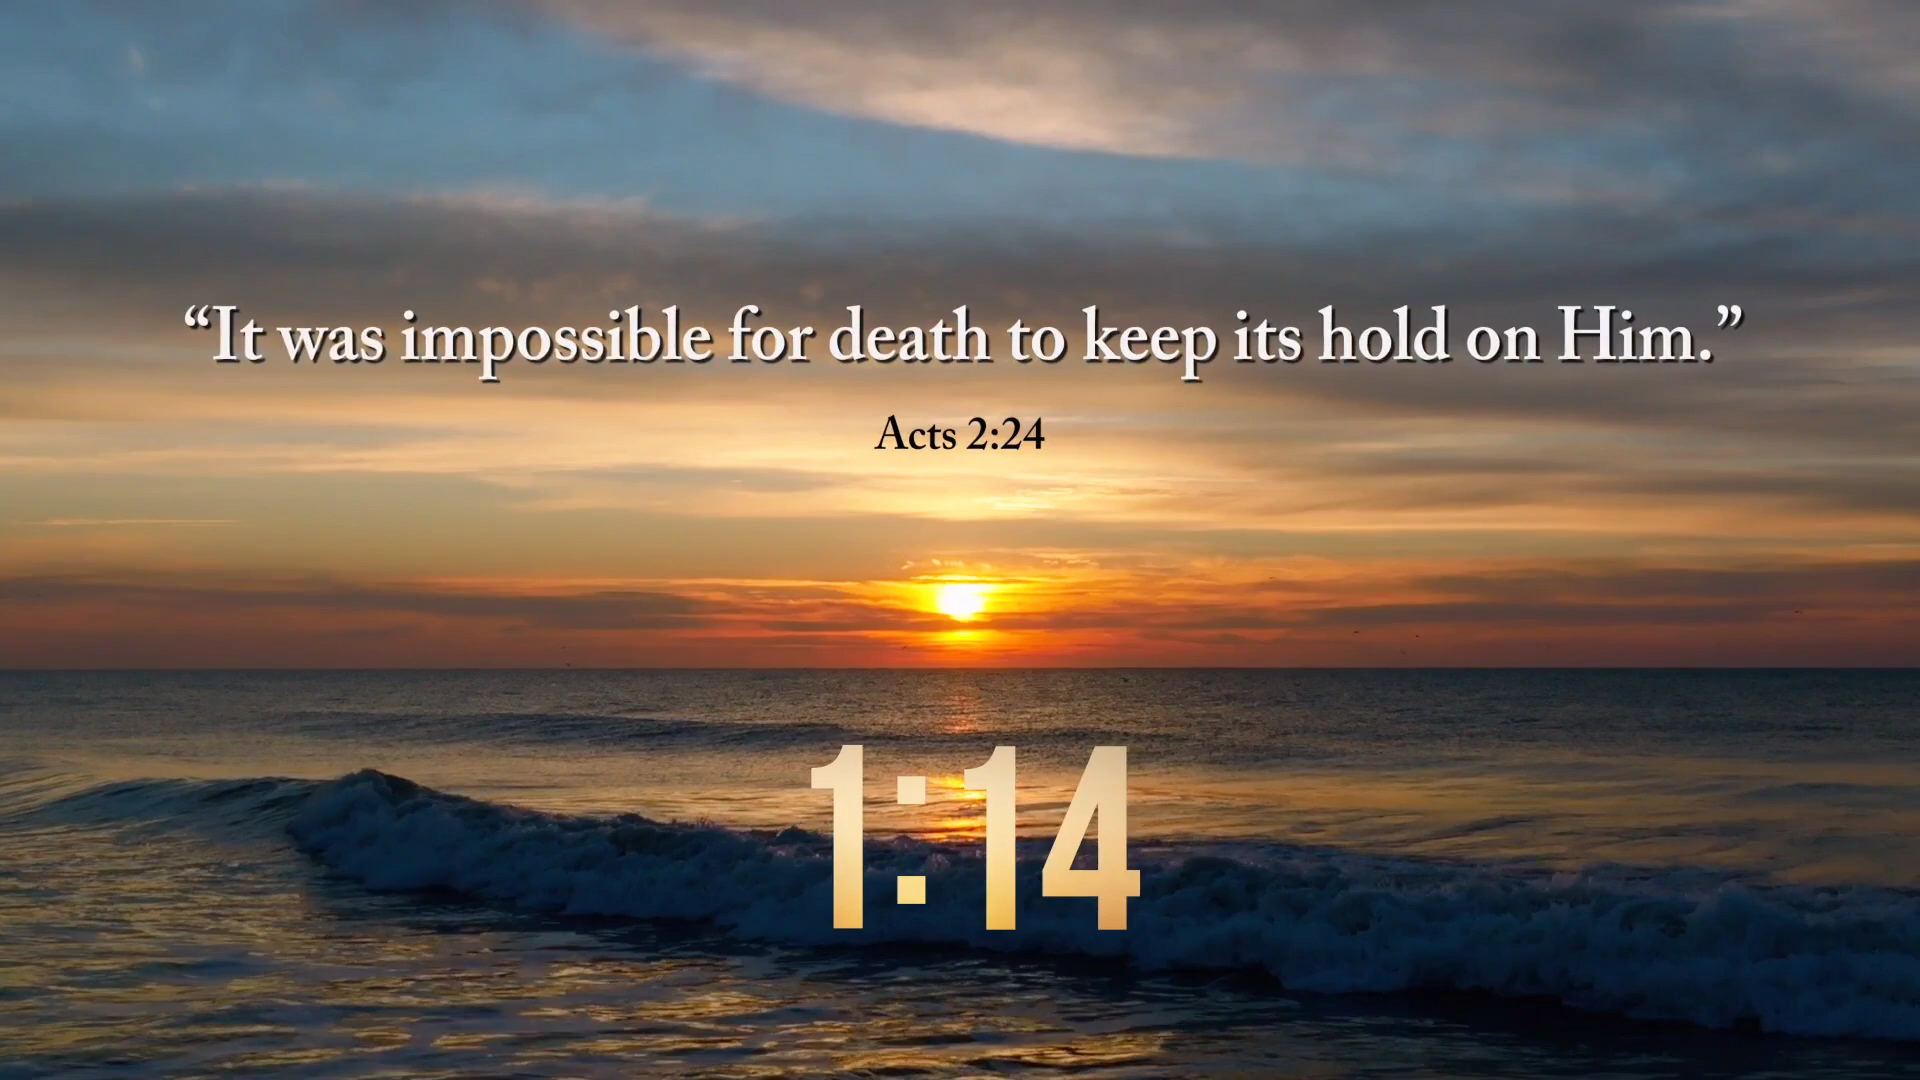 “It was impossible for death to keep its hold on Him.”
Acts 2:24
1:14